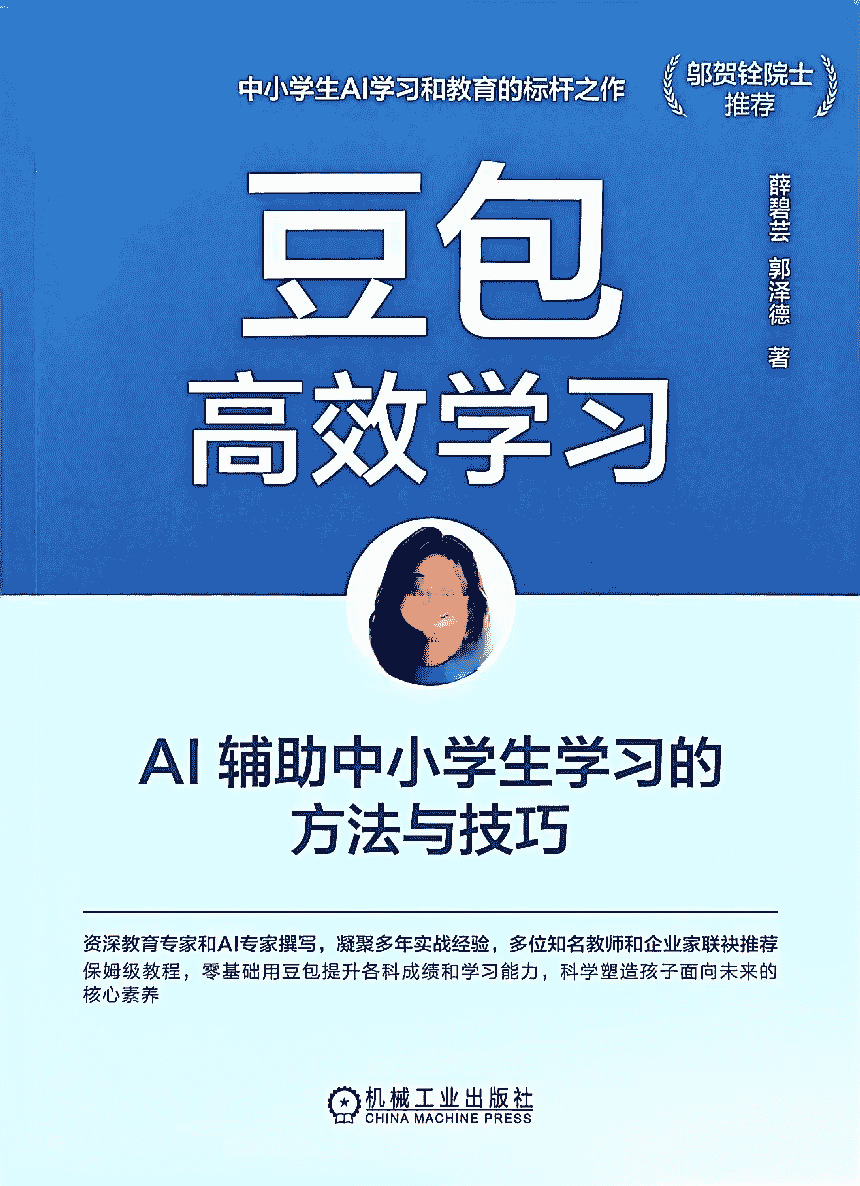 中小学生AI学习和教育的标杆之作
邬贺铨院士
推荐
豆包
高效学习
薛碧芸 郭泽德 著
AI 辅助中小学生学习的
方法与技巧
资深教育专家和AI专家撰写，凝聚多年实战经验，多位知名教师和企业家联袂推荐
保姆级教程，零基础用豆包提升各科成绩和学习能力，科学塑造孩子面向未来的
核心素养
机械工业出版社
CHINA MACHINE PRESS